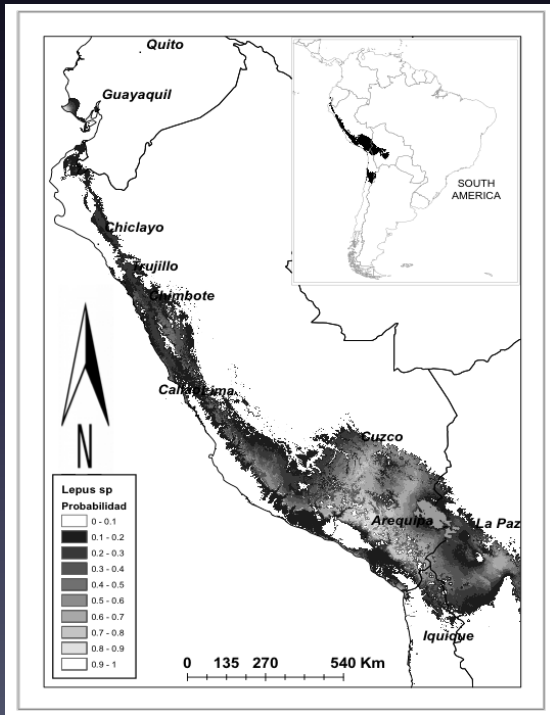 Quito
Guayaquil
SOUTH
AMERICA
Chiclayo
Trujillo
Chimbote
Cuzco
Arequipa
La Paz
Iquique
N
Lepus sp
Probabilidad
0 - 0.1
0.1 - 0.2
0.2 - 0.3
0.3 - 0.4
0.4 - 0.5
0.5 - 0.6
0.6 - 0.7
0.7 - 0.8
0.8 - 0.9
0.9 - 1
0 135 270 540 Km